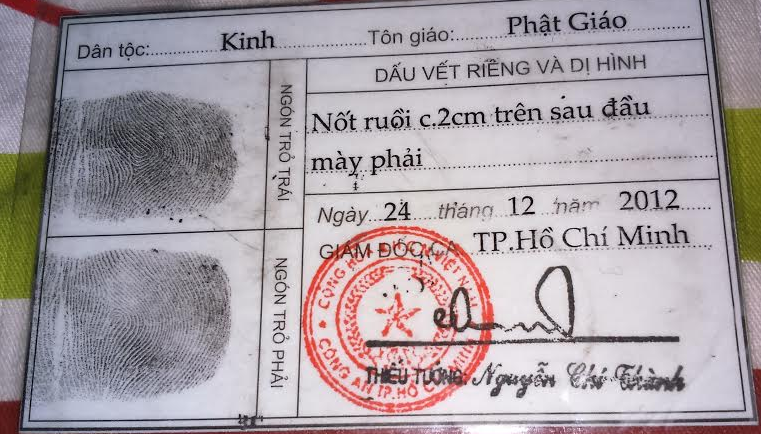 Dân tộc: Kinh Tôn giáo: Phật Giáo
NGÓN TRỎ TRÁI
NGÓN TRỎ PHẢI
DẤU VẾT RIÊNG VÀ DỊ HÌNH
Nốt ruồi c.2cm trên sau đầu
mày phải
Ngày 24 tháng 12 năm 2012
GIÁM ĐỐC CA TP.Hồ Chí Minh
CÔNG AN TP.HỒ CHÍ MINH
THIẾU TƯỚNG: Nguyễn Chí Thành